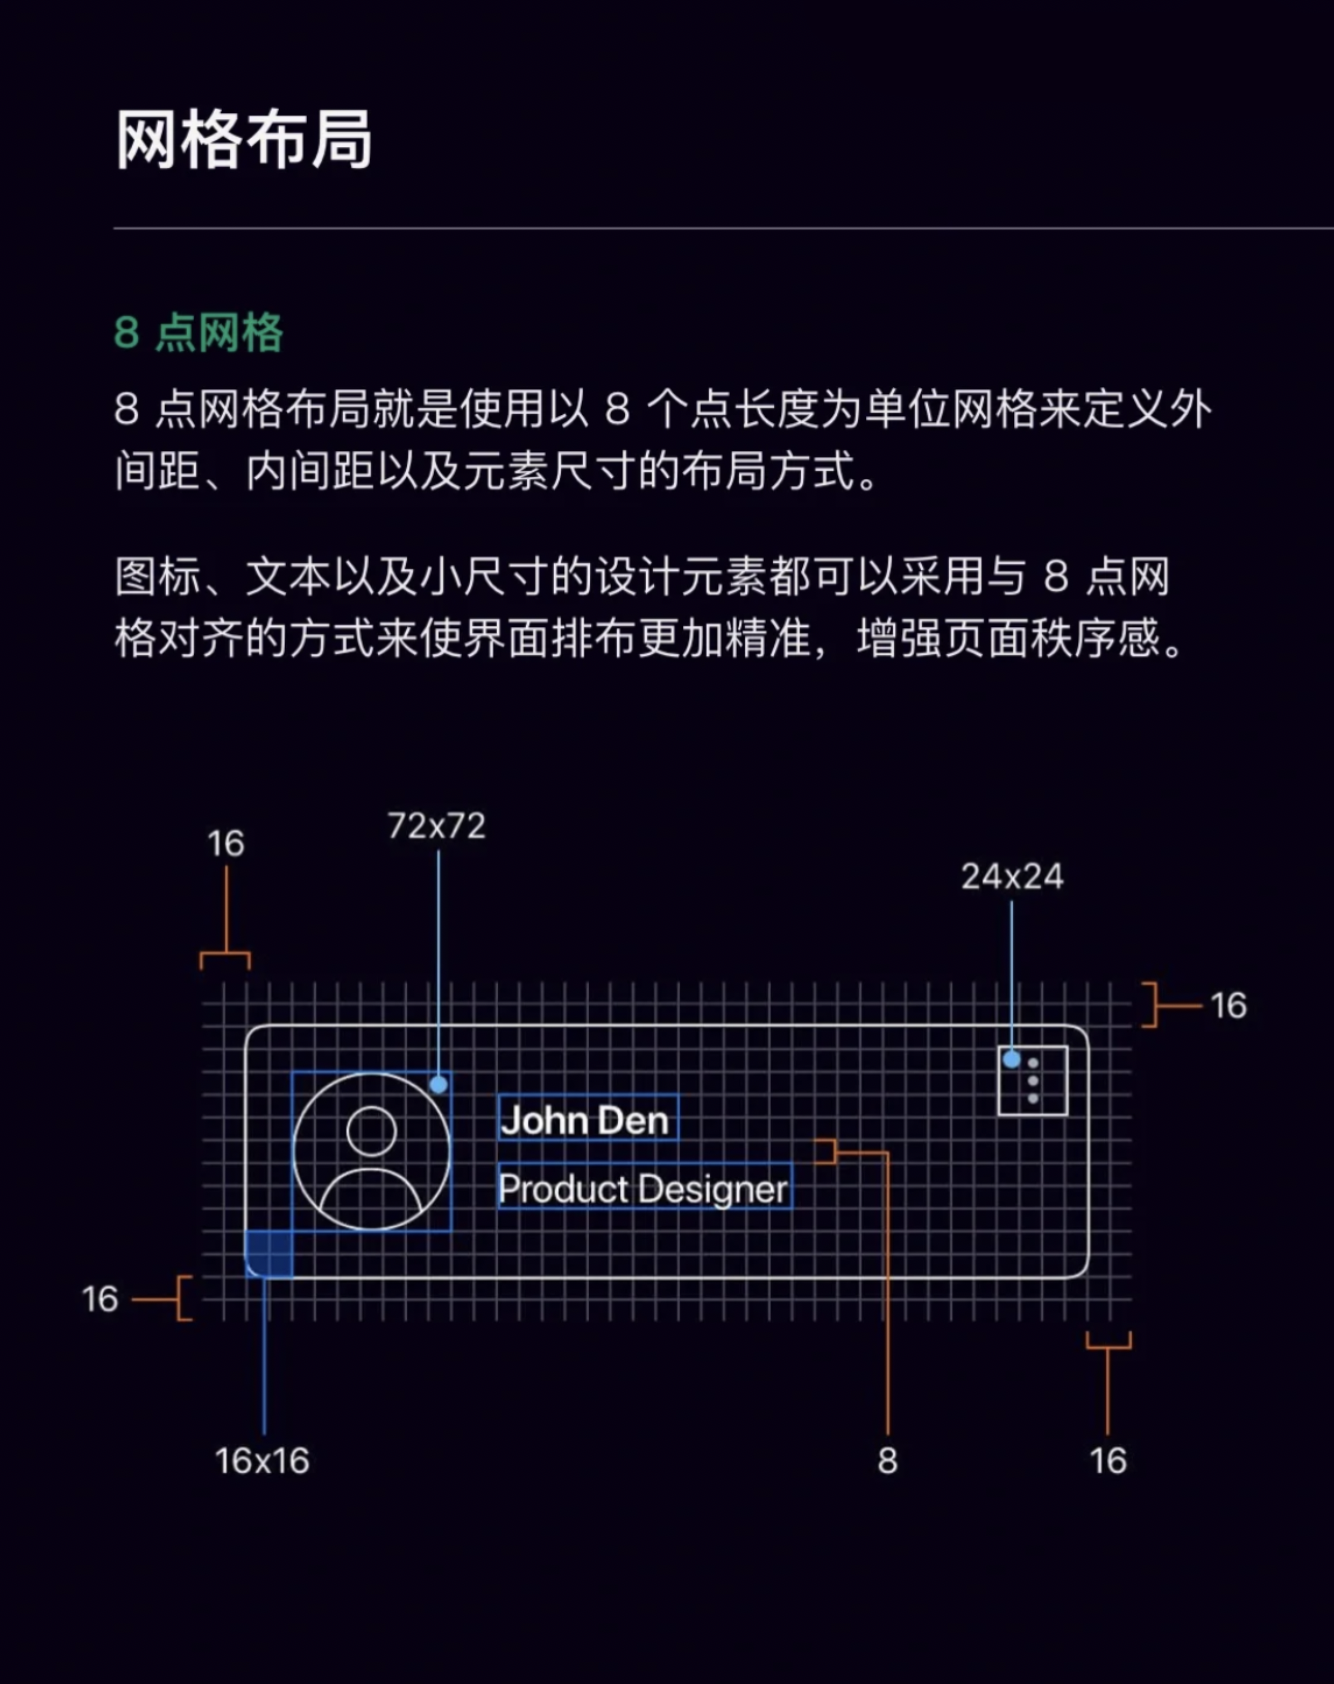 网格布局
8 点网格
8 点网格布局就是使用以 8 个点长度为单位网格来定义外
间距、内间距以及元素尺寸的布局方式。
图标、文本以及小尺寸的设计元素都可以采用与 8 点网
格对齐的方式来使界面排布更加精准，增强页面秩序感。
72x72
16
24x24
16
John Den
Product Designer
16
16x16
8
16